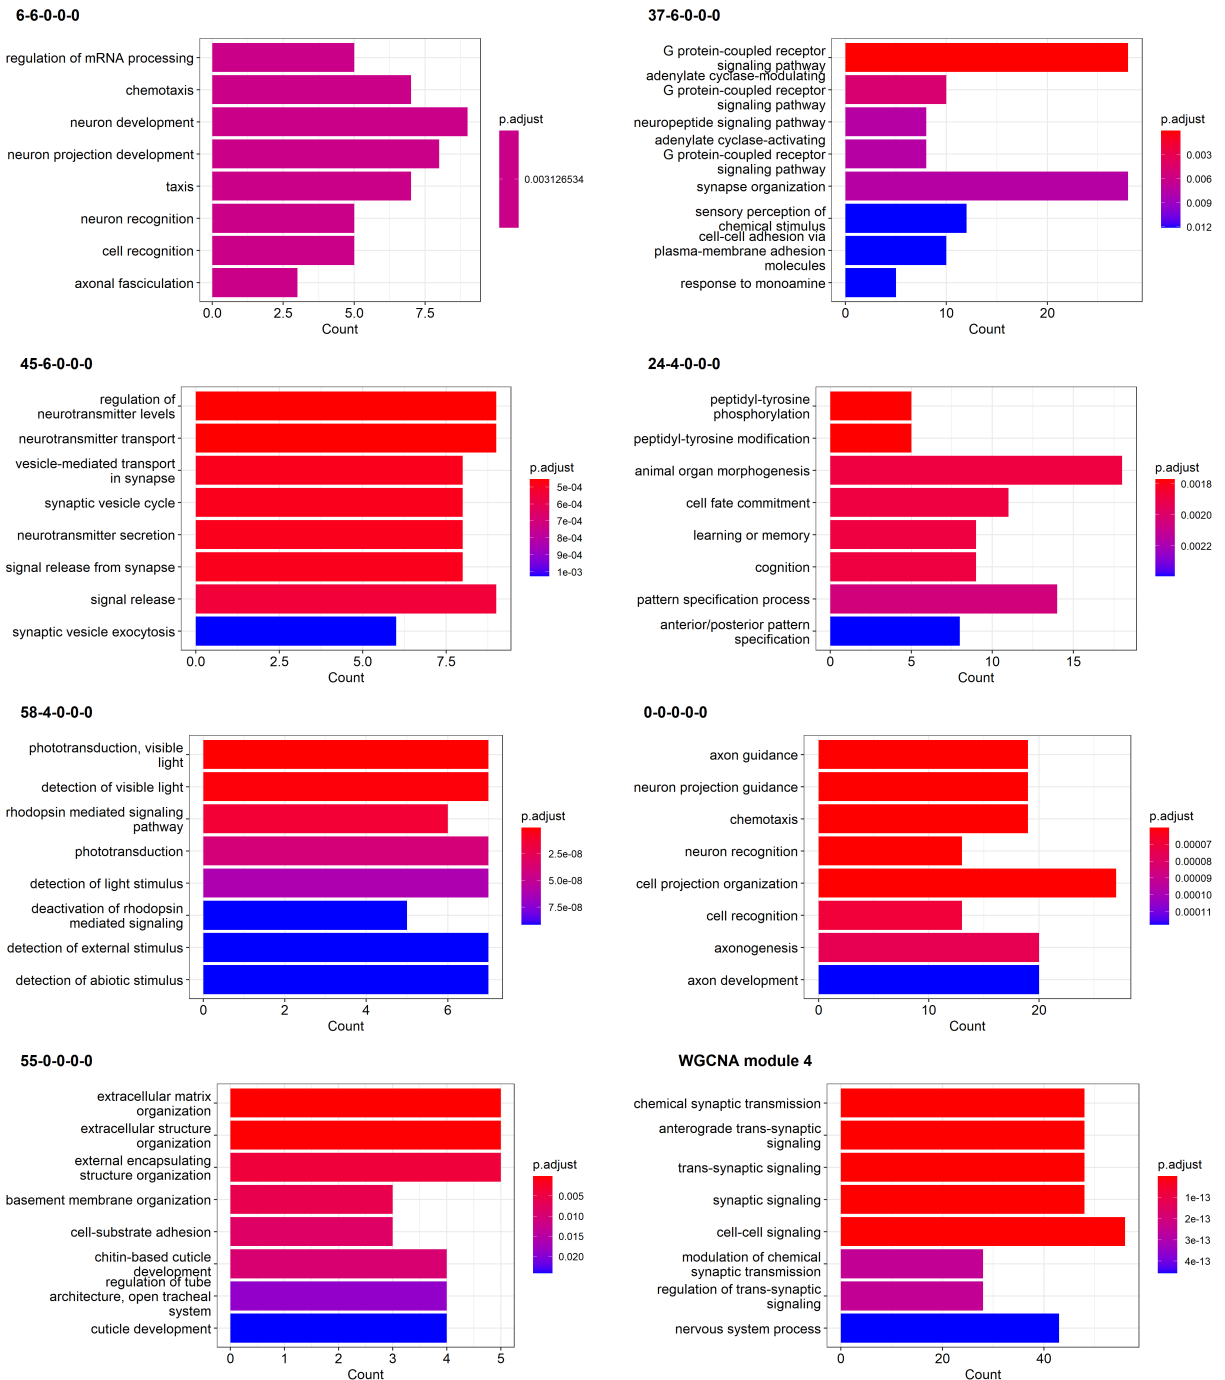 6-6-0-0-0
regulation of mRNA processing
chemotaxis
neuron development
neuron projection development
taxis
neuron recognition
cell recognition
axonal fasciculation
0.0 2.5 5.0 7.5
Count
p.adjust
0.003126534
37-6-0-0-0
G protein-coupled receptor
signaling pathway
adenylate cyclase-modulating
G protein-coupled receptor
signaling pathway
neuropeptide signaling pathway
adenylate cyclase-activating
G protein-coupled receptor
signaling pathway
synapse organization
sensory perception of
chemical stimulus
cell-cell adhesion via
plasma-membrane adhesion
molecules
response to monoamine
0 10 20
Count
p.adjust
0.003
0.006
0.009
0.012
45-6-0-0-0
regulation of
neurotransmitter levels
neurotransmitter transport
vesicle-mediated transport
in synapse
synaptic vesicle cycle
neurotransmitter secretion
signal release from synapse
signal release
synaptic vesicle exocytosis
0.0 2.5 5.0 7.5
Count
p.adjust
5e-04
6e-04
7e-04
8e-04
9e-04
1e-03
24-4-0-0-0
peptidyl-tyrosine
phosphorylation
peptidyl-tyrosine modification
animal organ morphogenesis
cell fate commitment
learning or memory
cognition
pattern specification process
anterior/posterior pattern
specification
0 5 10 15
Count
p.adjust
0.0018
0.0020
0.0022
58-4-0-0-0
phototransduction, visible
light
detection of visible light
rhodopsin mediated signaling
pathway
phototransduction
detection of light stimulus
deactivation of rhodopsin
mediated signaling
detection of external stimulus
detection of abiotic stimulus
0 2 4 6
Count
p.adjust
2.5e-08
5.0e-08
7.5e-08
0-0-0-0-0
axon guidance
neuron projection guidance
chemotaxis
neuron recognition
cell projection organization
cell recognition
axonogenesis
axon development
0 10 20
Count
p.adjust
0.00007
0.00008
0.00009
0.00010
0.00011
55-0-0-0-0
extracellular matrix
organization
extracellular structure
organization
external encapsulating
structure organization
basement membrane organization
cell-substrate adhesion
chitin-based cuticle
development
regulation of tube
architecture, open tracheal
system
cuticle development
0 1 2 3 4 5
Count
p.adjust
0.005
0.010
0.015
0.020
WGCNA module 4
chemical synaptic transmission
anterograde trans-synaptic
signaling
trans-synaptic signaling
synaptic signaling
cell-cell signaling
modulation of chemical
synaptic transmission
regulation of trans-synaptic
signaling
nervous system process
0 20 40
Count
p.adjust
1e-13
2e-13
3e-13
4e-13